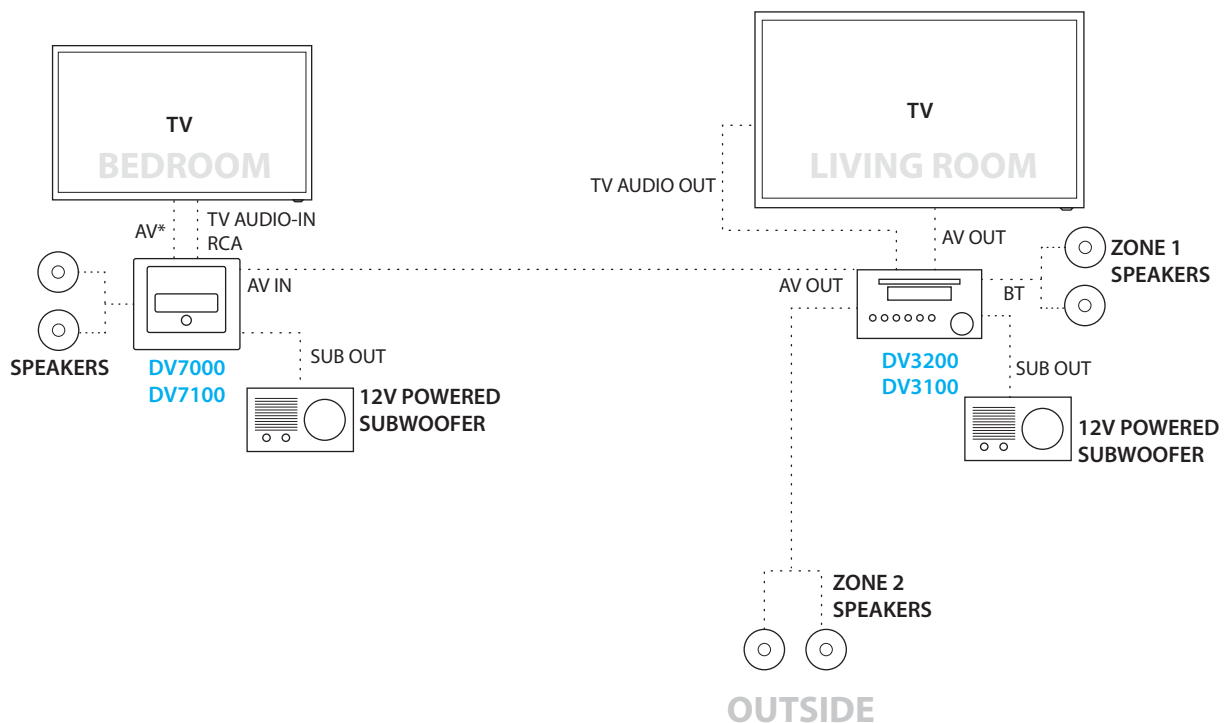 TV
BEDROOM
AV*
TV AUDIO-IN
RCA
AV IN
SPEAKERS
DV7000
DV7100
SUB OUT
12V POWERED
SUBWOOFER
TV
LIVING ROOM
TV AUDIO OUT
AV OUT
AV OUT
BT
ZONE 1
SPEAKERS
DV3200
DV3100
SUB OUT
12V POWERED
SUBWOOFER
ZONE 2
SPEAKERS
OUTSIDE